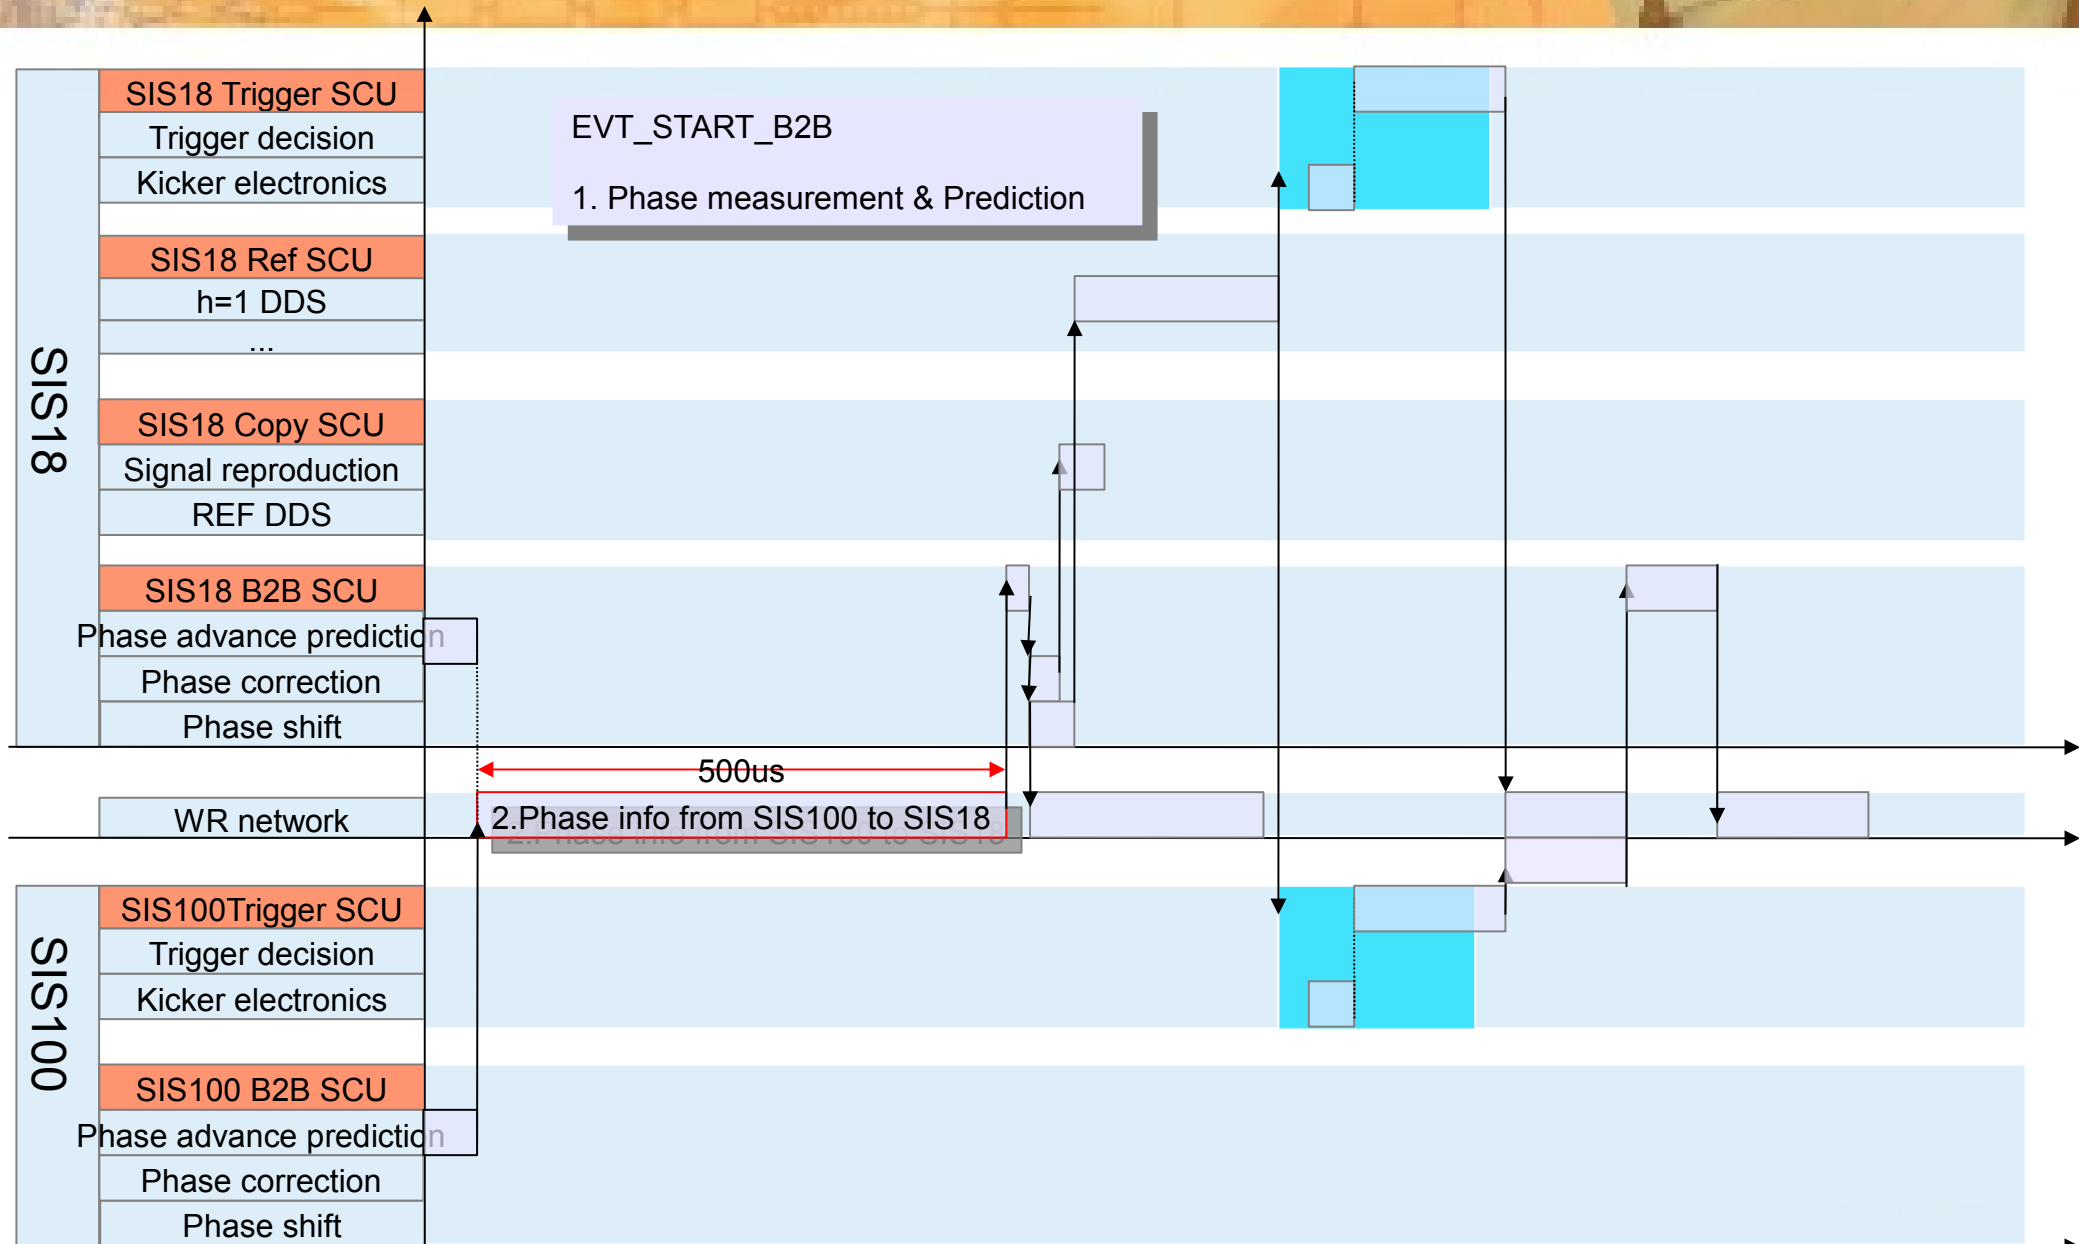 SIS18 Trigger SCU
Trigger decision
Kicker electronics
EVT_START_B2B
1. Phase measurement & Prediction
SIS18 Ref SCU
h=1 DDS
...
SIS18
SIS18 Copy SCU
Signal reproduction
REF DDS
SIS18 B2B SCU
Phase advance prediction
Phase correction
Phase shift
500us
WR network
2.Phase info from SIS100 to SIS18
SIS100
SIS100Trigger SCU
Trigger decision
Kicker electronics
SIS100 B2B SCU
Phase advance prediction
Phase correction
Phase shift